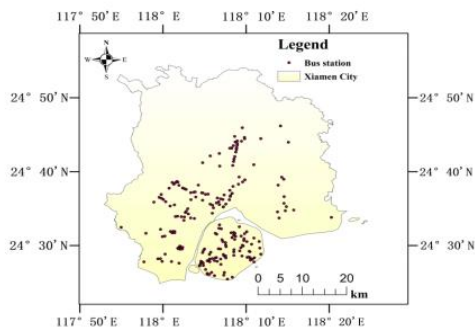 117° 50' E 118° E 118° 10' E 118° 20' E
N
W E
S
Legend
Bus station
Xiamen City
24° 50' N 24° 50' N
24° 40' N 24° 40' N
24° 30' N 24° 30' N
0 5 10 20
km
117° 50' E 118° E 118° 10' E 118° 20' E